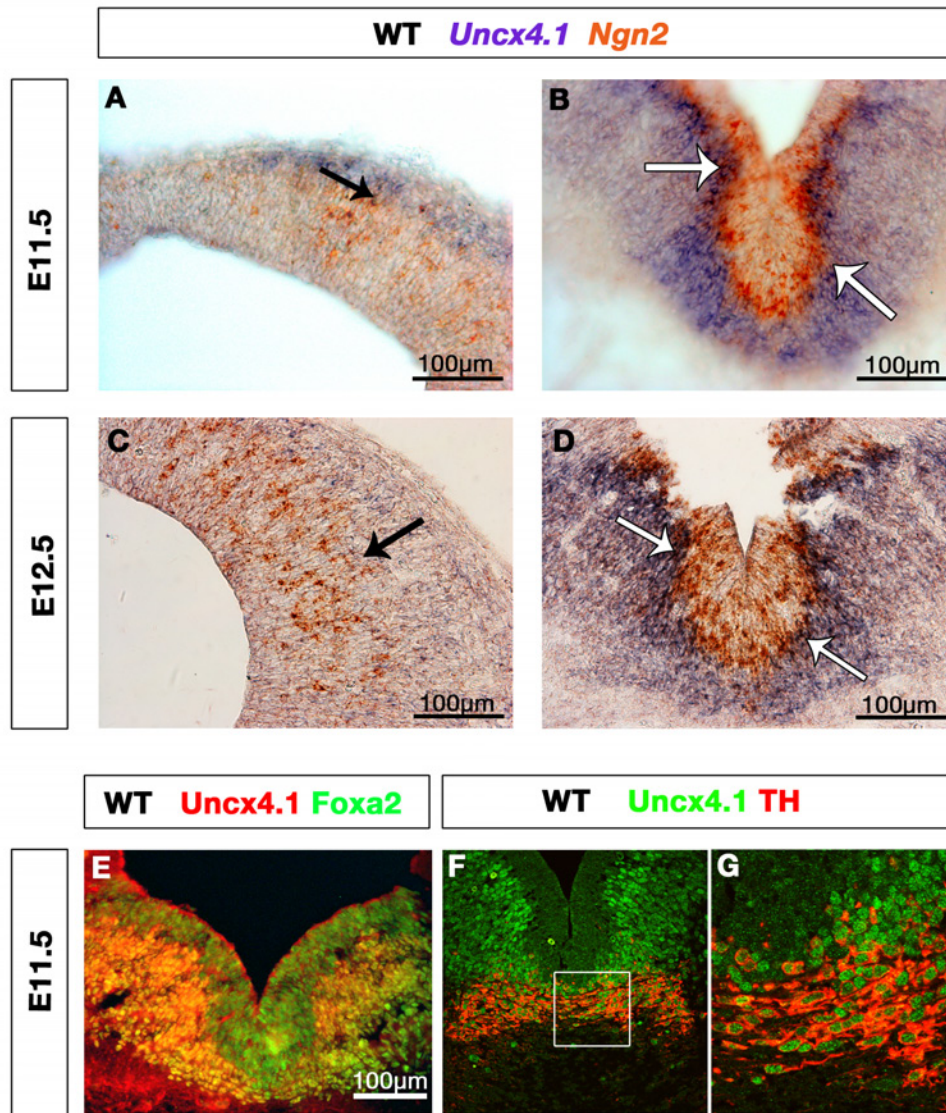 WT Uncx4.1 Ngn2
E11.5
A
100µm
B
100µm
E12.5
C
100µm
D
100µm
WT Uncx4.1 Foxa2
WT Uncx4.1 TH
E11.5
E
100µm
F
G